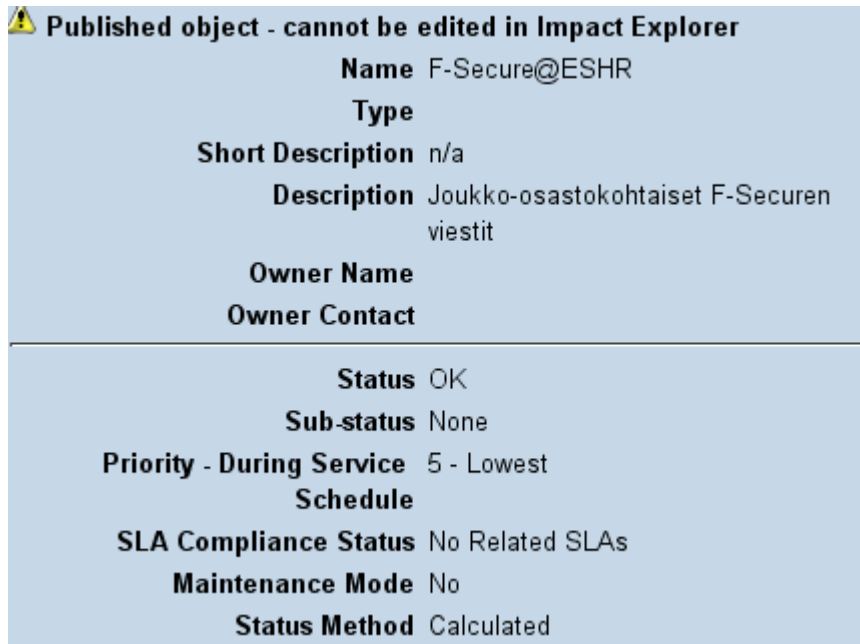 Published object - cannot be edited in Impact Explorer
Name F-Secure@ESHR
Type
Short Description n/a
Description Joukko-osastokohtaiset F-Securen
viestit
Owner Name
Owner Contact
Status OK
Sub-status None
Priority - During Service 5 - Lowest
Schedule
SLA Compliance Status No Related SLAs
Maintenance Mode No
Status Method Calculated